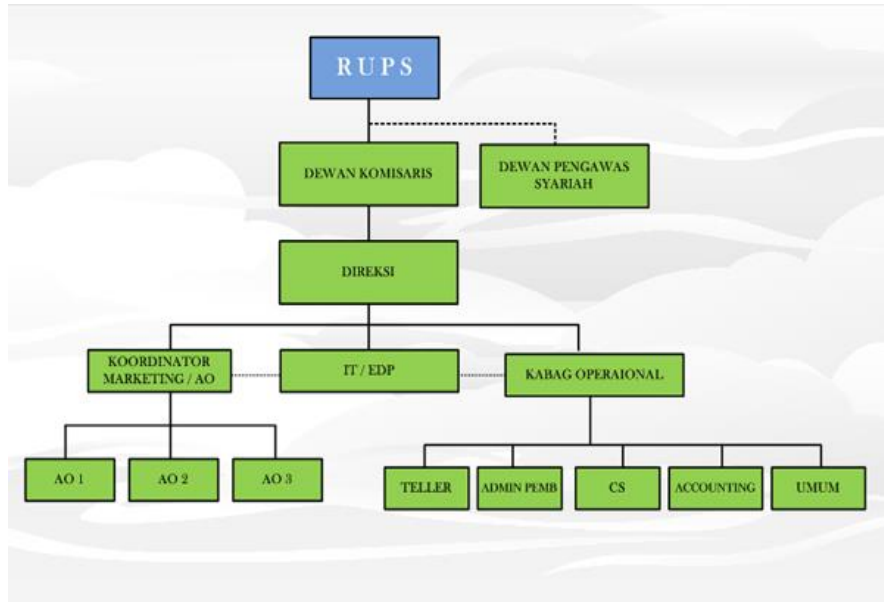 RUPS
DEWAN KOMISARIS
DEWAN PENGAWAS
SYARIAH
DIREKSI
KOORDINATOR
MARKETING / AO
IT / EDP
KABAG OPERAIONAL
AO 1
AO 2
AO 3
TELLER
ADMIN PEMB
CS
ACCOUNTING
UMUM